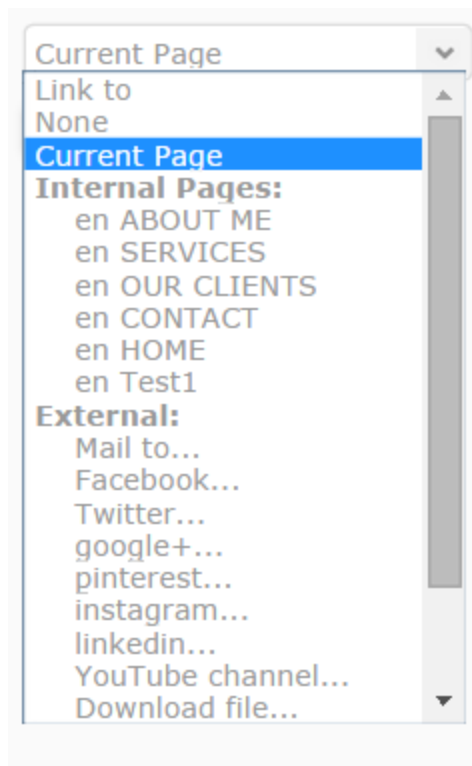 Current Page
Link to
None
Current Page
Internal Pages:
en ABOUT ME
en SERVICES
en OUR CLIENTS
en CONTACT
en HOME
en Test1
External:
Mail to...
Facebook...
Twitter...
google+...
pinterest...
instagram...
linkedin...
YouTube channel...
Download file...